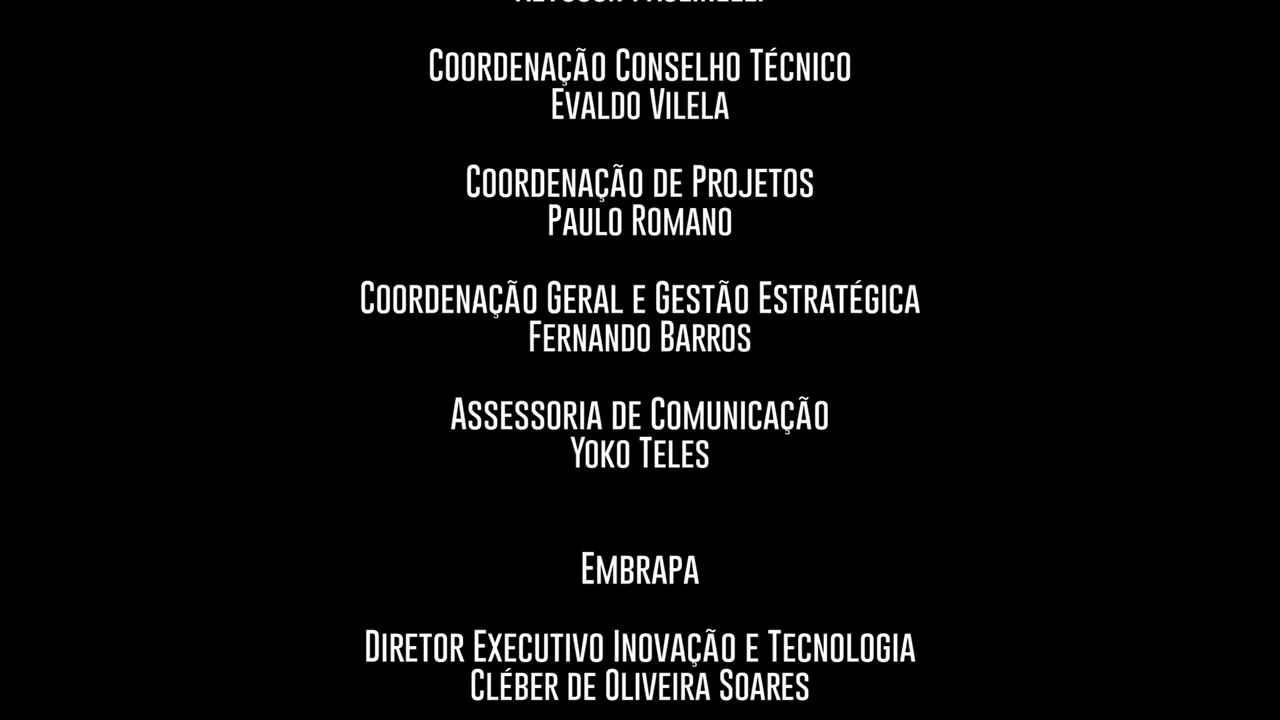 Coordenação Conselho Técnico
Evaldo Vilela
Coordenação de Projetos
Paulo Romano
Coordenação Geral e Gestão Estratégica
Fernando Barros
Assessoria de Comunicação
Yoko Teles
Embrapa
Diretor Executivo Inovação e Tecnologia
Cléber de Oliveira Soares